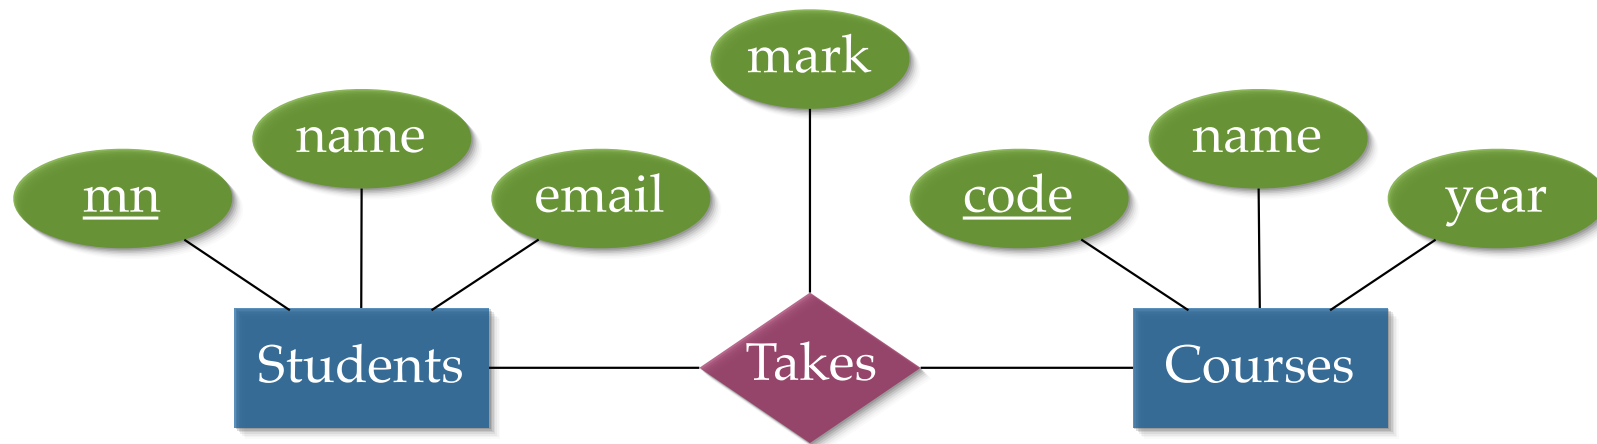 mark
name
name
mn
email
code
year
Students
Takes
Courses